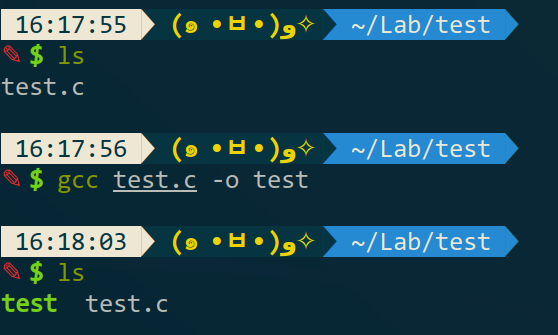 16:17:55 (๑ •̀ㅂ•́)و✧ ~/Lab/test
✎ $ ls
test.c
16:17:56 (๑ •̀ㅂ•́)و✧ ~/Lab/test
✎ $ gcc test.c -o test
16:18:03 (๑ •̀ㅂ•́)و✧ ~/Lab/test
✎ $ ls
test test.c